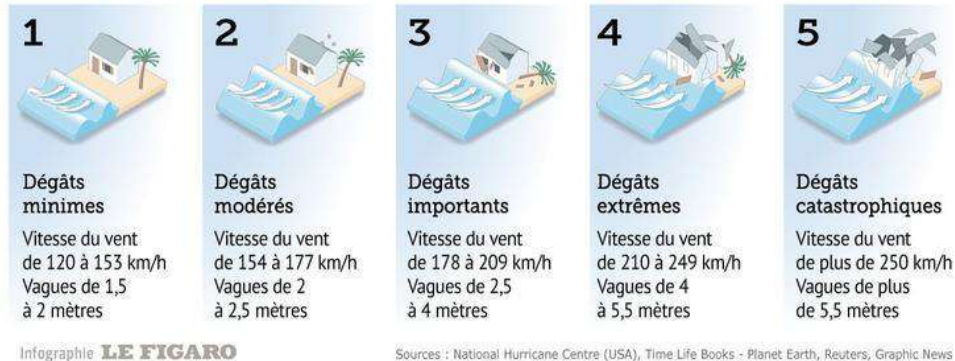 1
Dégâts
minimes
Vitesse du vent
de 120 à 153 km/h
Vagues de 1,5
à 2 mètres
2
Dégâts
modérés
Vitesse du vent
de 154 à 177 km/h
Vagues de 2
à 2,5 mètres
3
Dégâts
importants
Vitesse du vent
de 178 à 209 km/h
Vagues de 2,5
à 4 mètres
4
Dégâts
extrêmes
Vitesse du vent
de 210 à 249 km/h
Vagues de 4
à 5,5 mètres
5
Dégâts
catastrophiques
Vitesse du vent
de plus de 250 km/h
Vagues de plus
de 5,5 mètres
Infographie LE FIGARO
Sources : National Hurricane Centre (USA), Time Life Books - Planet Earth, Reuters, Graphic News